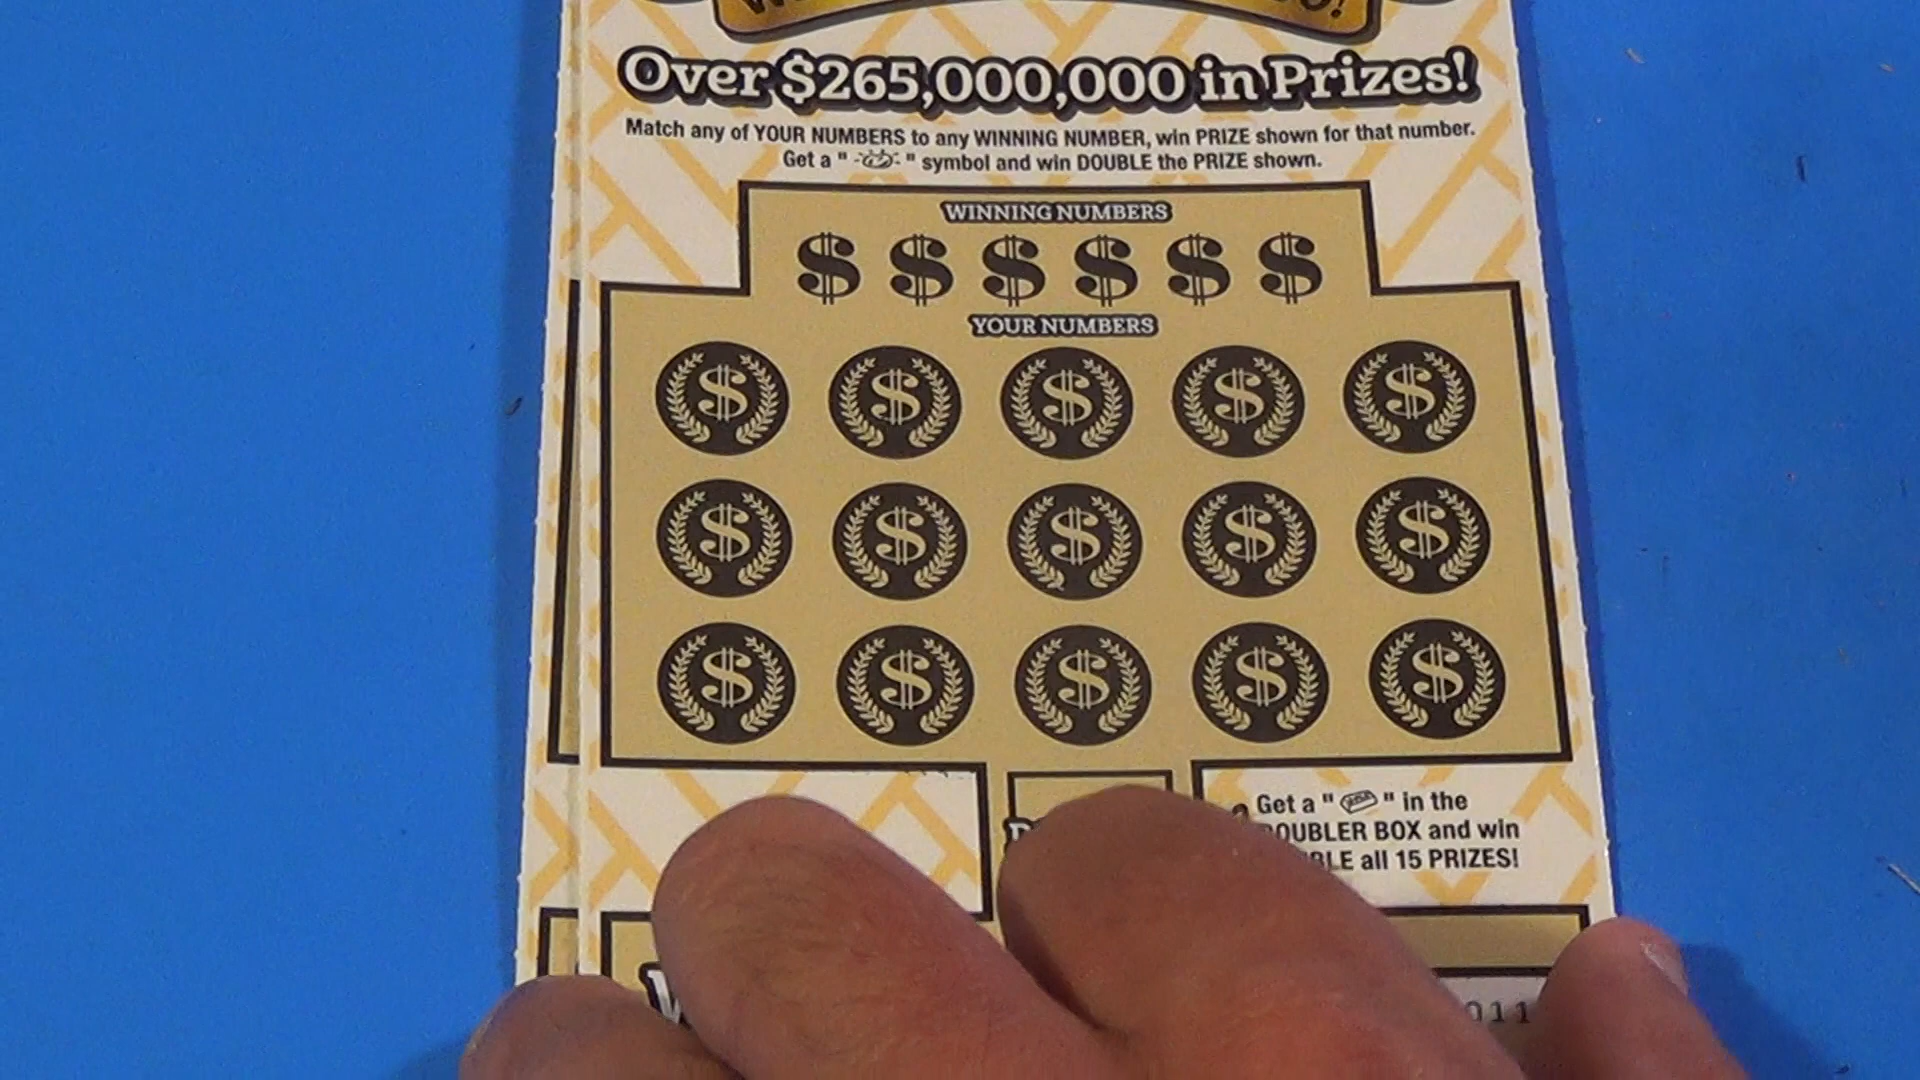 Over $265,000,000 in Prizes!
Match any of YOUR NUMBERS to any WINNING NUMBER, win PRIZE shown for that number.
Get a " " symbol and win DOUBLE the PRIZE shown.
WINNING NUMBERS
$ $ $ $ $ $
YOUR NUMBERS
$ $ $ $ $
$ $ $ $ $
$ $ $ $ $
Get a " " in the
DOUBLER BOX and win
all 15 PRIZES!
011